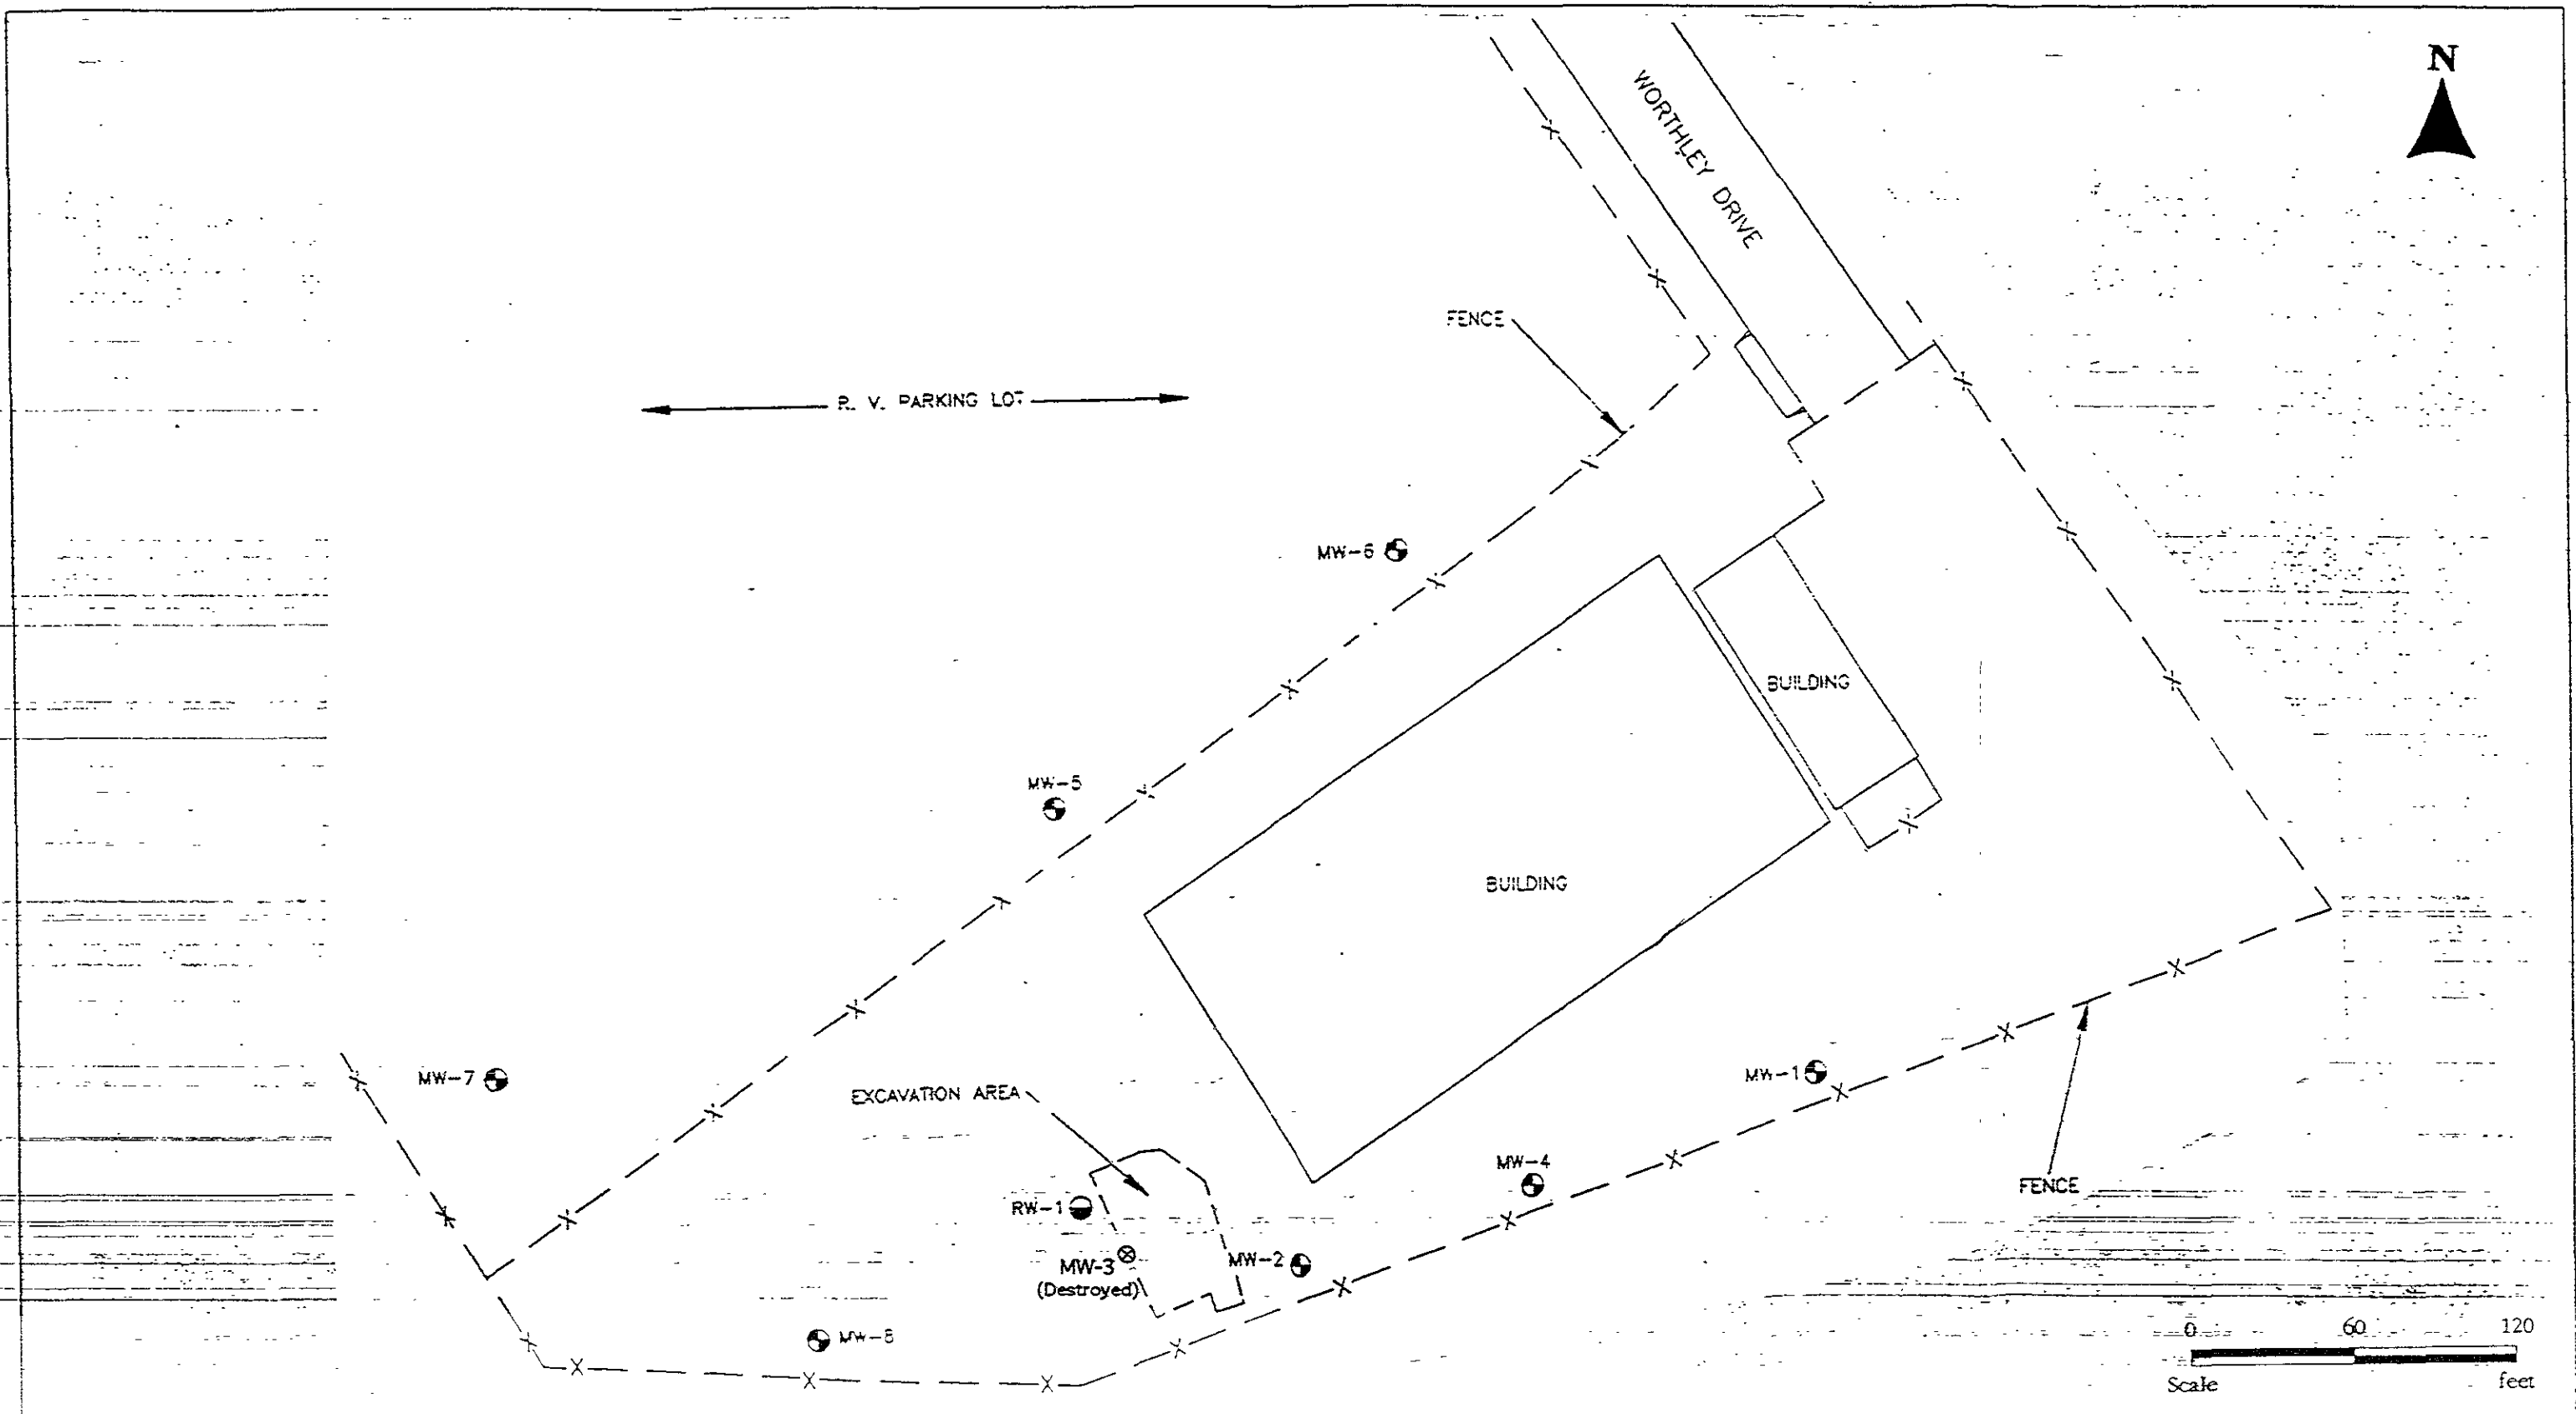 N
WORTHLEY DRIVE
FENCE
R. V. PARKING LOT
MW-6
BUILDING
MW-5
BUILDING
MW-7
EXCAVATION AREA
MW-1
MW-4
RW-1
FENCE
MW-3
(Destroyed)
MW-2
MW-8
0 60 120
Scale feet